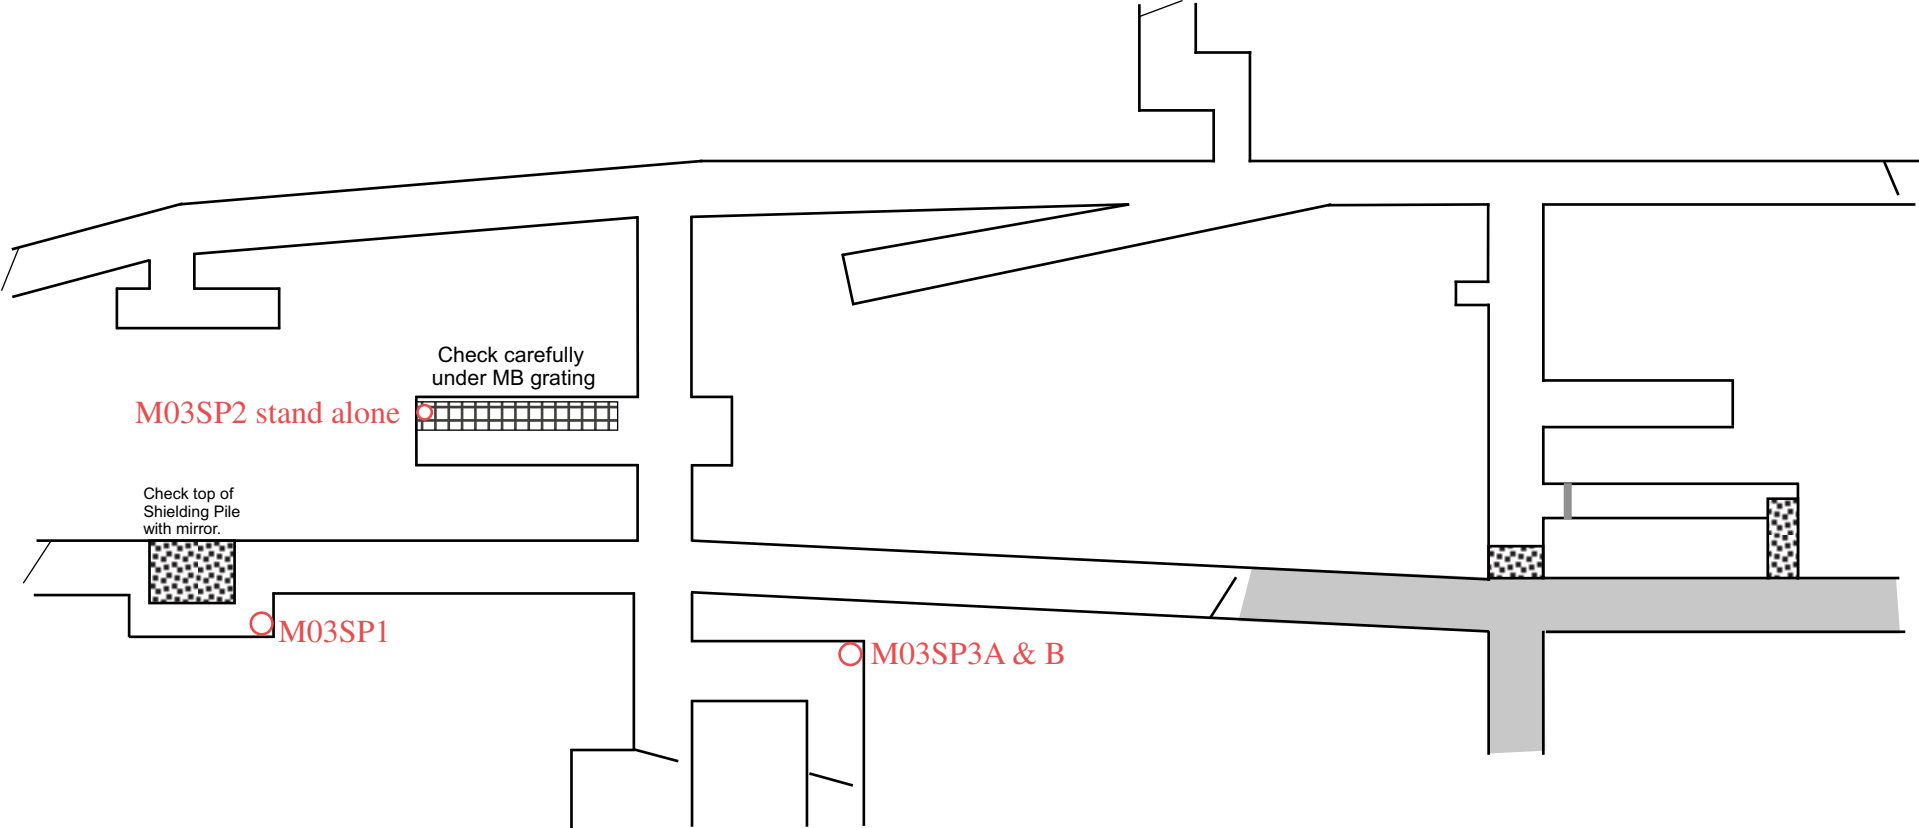 Check carefully
under MB grating
M03SP2 stand alone
Check top of
Shielding Pile
with mirror.
M03SP1
M03SP3A & B